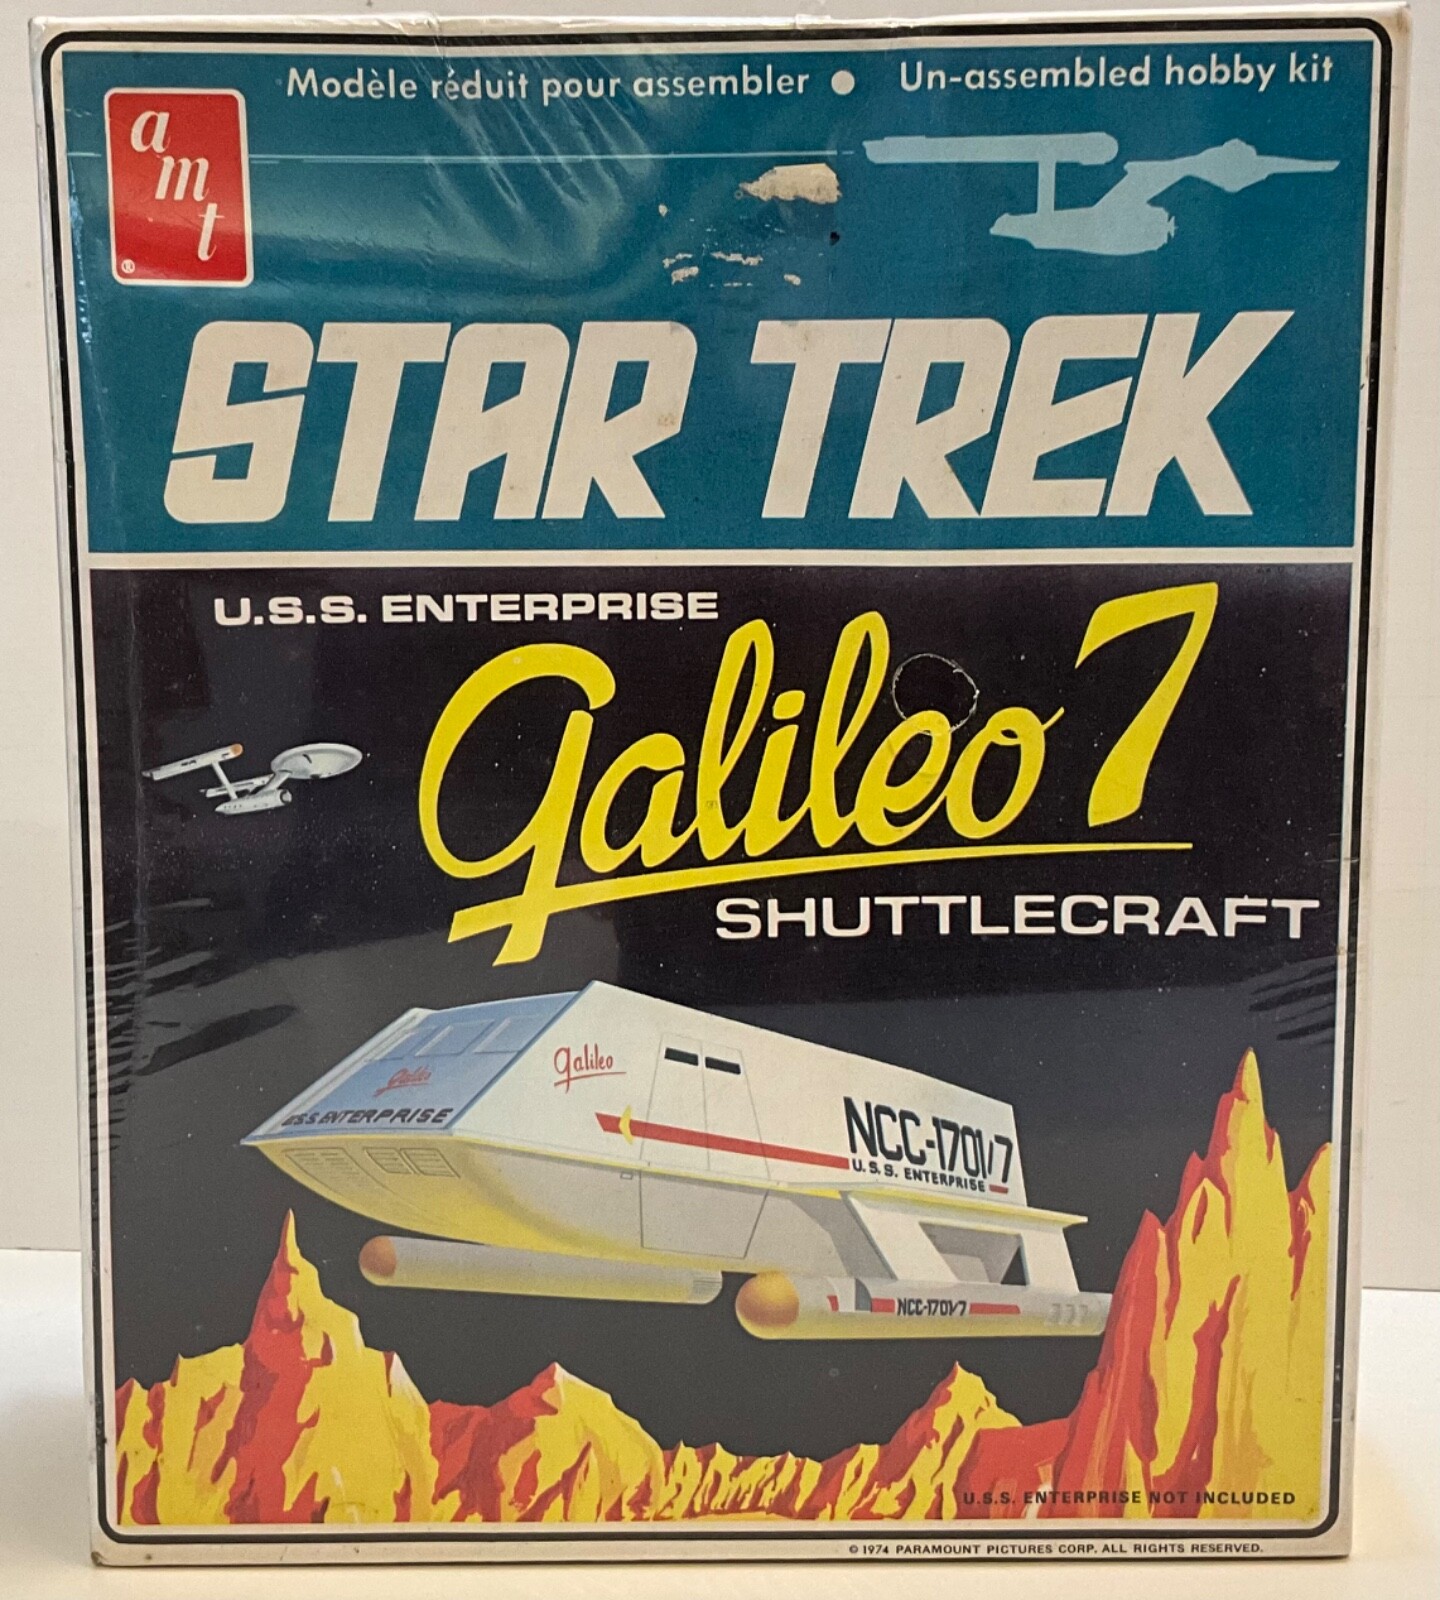 Modèle réduit pour assembler ● Un-assembled hobby kit
amt
®
STAR TREK
U.S.S. ENTERPRISE
Galileo 7
SHUTTLECRAFT
Galileo
Galileo
U.S.S. ENTERPRISE
NCC-1701/7
U.S.S. ENTERPRISE
NCC-1701/7
U.S.S. ENTERPRISE NOT INCLUDED
© 1974 PARAMOUNT PICTURES CORP. ALL RIGHTS RESERVED.